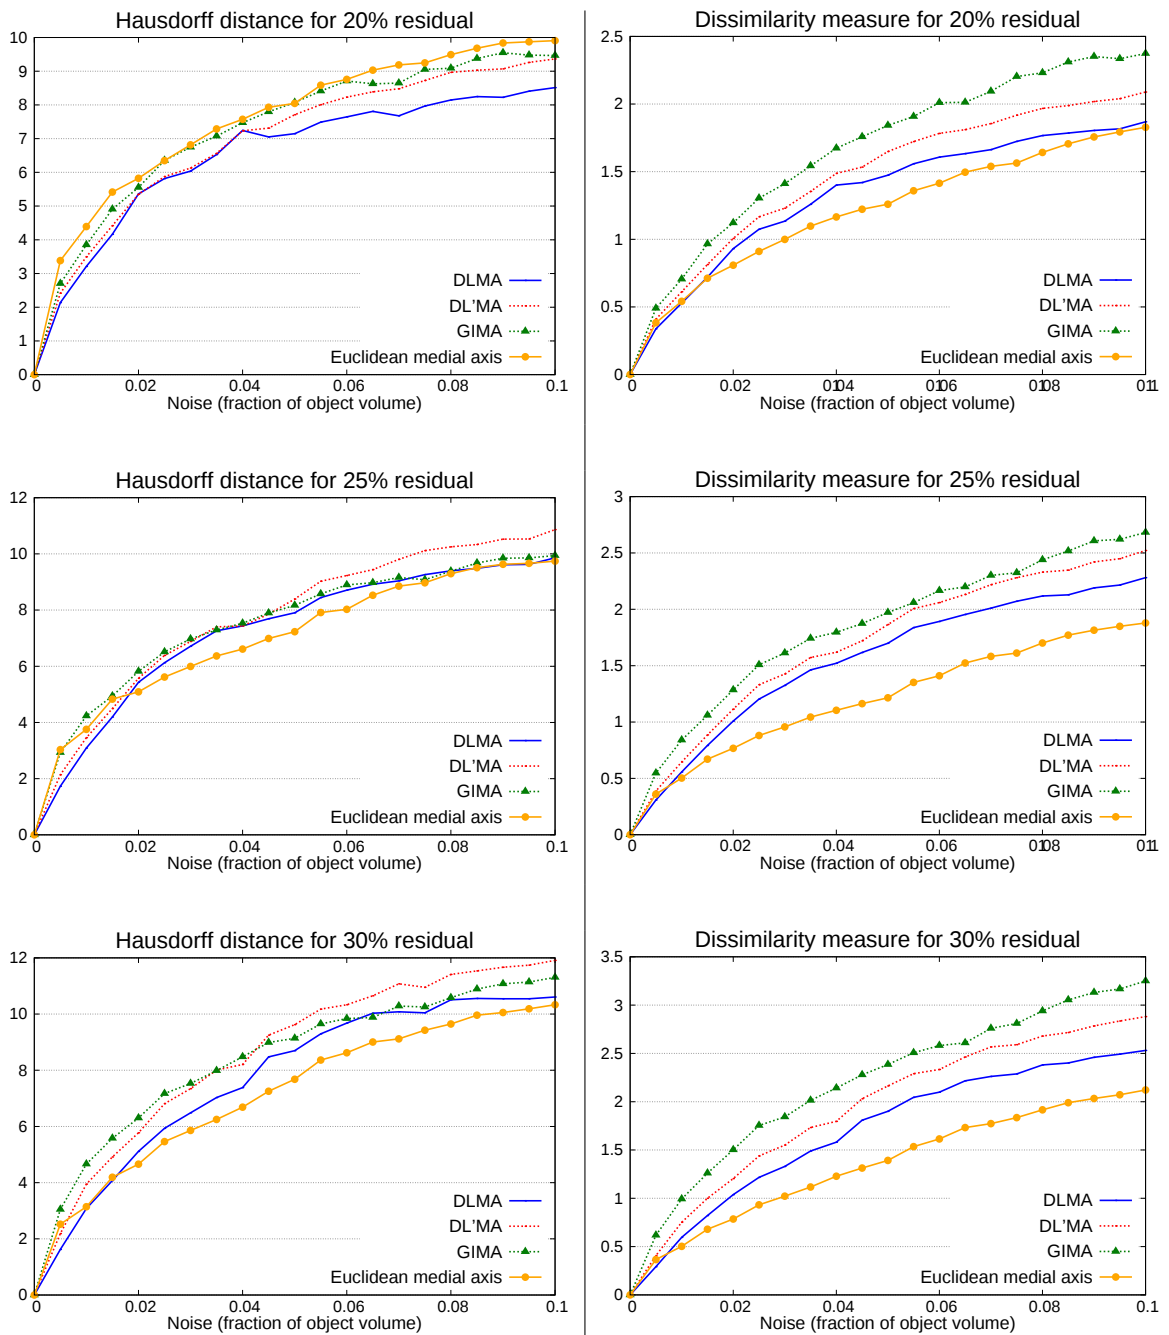 Hausdorff distance for 20% residual
10
9
8
7
6
5
4
3
2
1
0
DLMA
DL'MA
GIMA
Euclidean medial axis
0 0.02 0.04 0.06 0.08 0.1
Noise (fraction of object volume)
Dissimilarity measure for 20% residual
2.5
2
1.5
1
0.5
0
DLMA
DL'MA
GIMA
Euclidean medial axis
0 0.02 0.04 0.06 0.08 0.1
Noise (fraction of object volume)
Hausdorff distance for 25% residual
12
10
8
6
4
2
0
DLMA
DL'MA
GIMA
Euclidean medial axis
0 0.02 0.04 0.06 0.08 0.1
Noise (fraction of object volume)
Dissimilarity measure for 25% residual
3
2.5
2
1.5
1
0.5
0
DLMA
DL'MA
GIMA
Euclidean medial axis
0 0.02 0.04 0.06 0.08 0.1
Noise (fraction of object volume)
Hausdorff distance for 30% residual
12
10
8
6
4
2
0
DLMA
DL'MA
GIMA
Euclidean medial axis
0 0.02 0.04 0.06 0.08 0.1
Noise (fraction of object volume)
Dissimilarity measure for 30% residual
3.5
3
2.5
2
1.5
1
0.5
0
DLMA
DL'MA
GIMA
Euclidean medial axis
0 0.02 0.04 0.06 0.08 0.1
Noise (fraction of object volume)